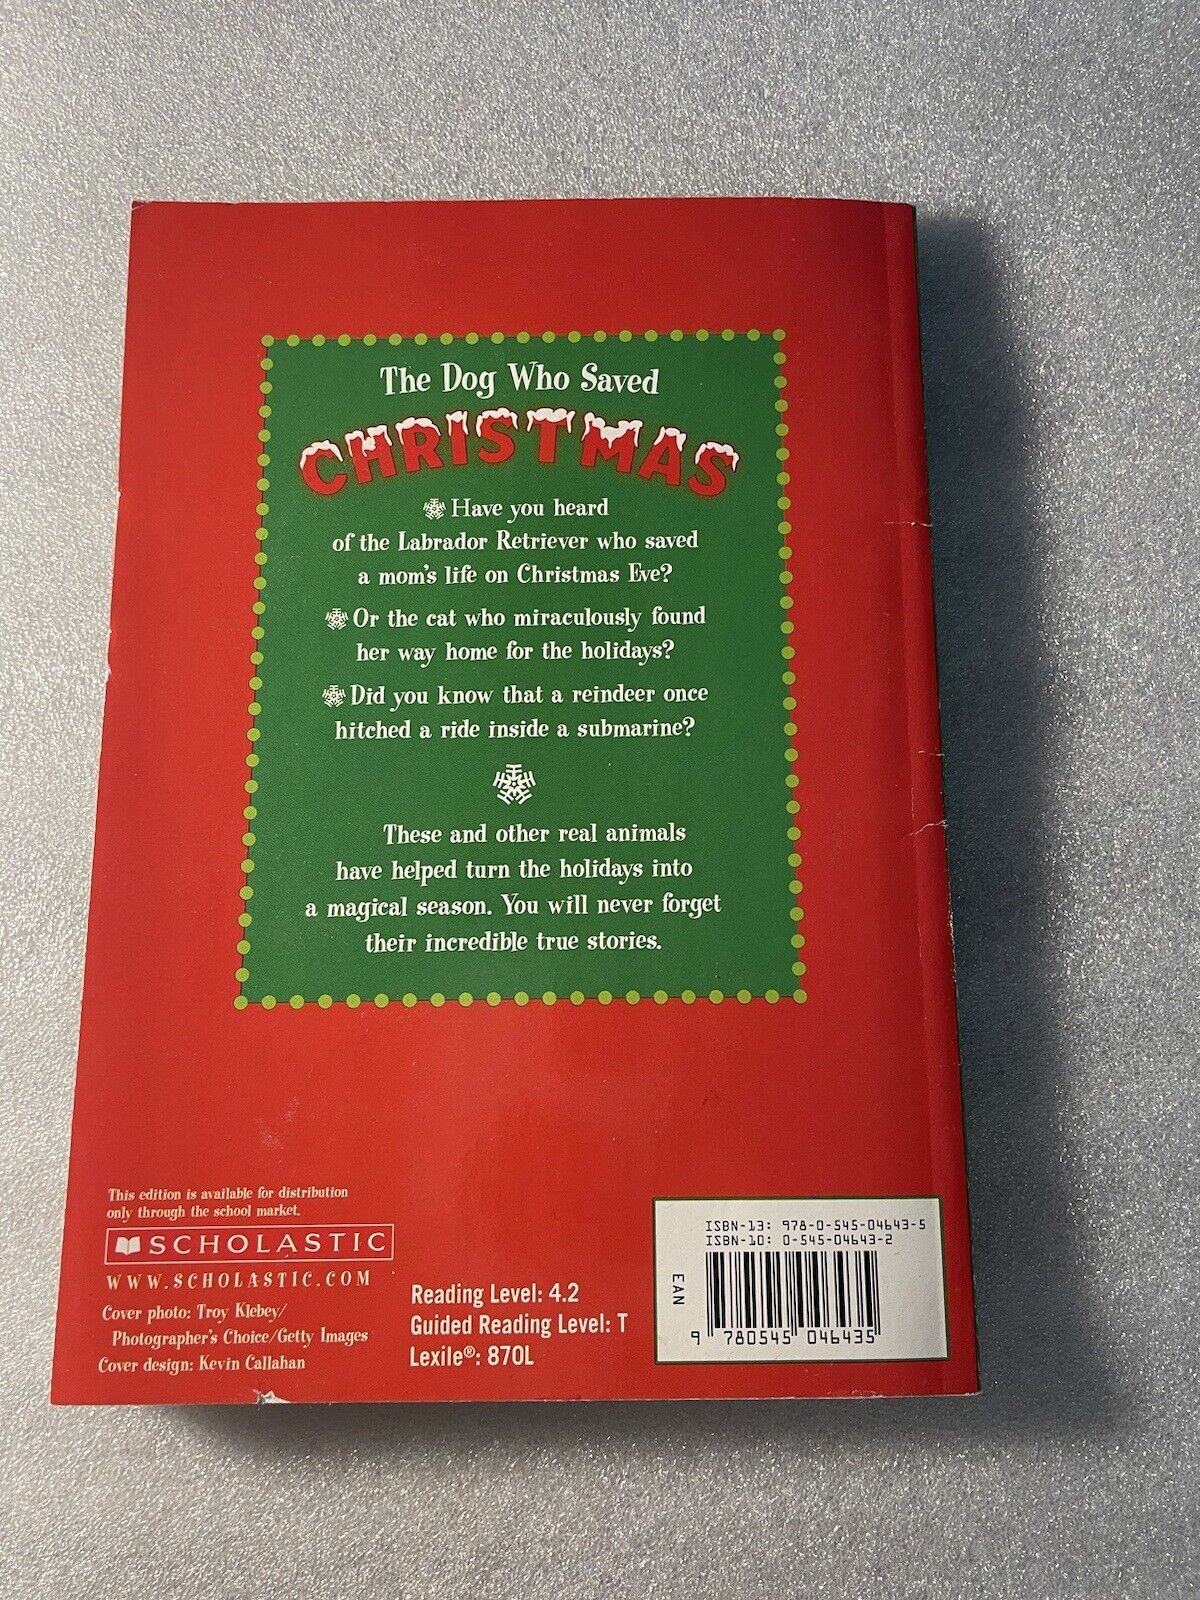 The Dog Who Saved
CHRISTMAS
Have you heard
of the Labrador Retriever who saved
a mom's life on Christmas Eve?
Or the cat who miraculously found
her way home for the holidays?
Did you know that a reindeer once
hitched a ride inside a submarine?
These and other real animals
have helped turn the holidays into
a magical season. You will never forget
their incredible true stories.
This edition is available for distribution
only through the school market.
SCHOLASTIC
WWW.SCHOLASTIC.COM
Cover photo: Troy Klebey/
Photographer's Choice/Getty Images
Cover design: Kevin Callahan
Reading Level: 4.2
Guided Reading Level: T
Lexile®: 870L
ISBN-13: 978-0-545-04643-5
ISBN-10: 0-545-04643-2
EAN
9 780545 046435